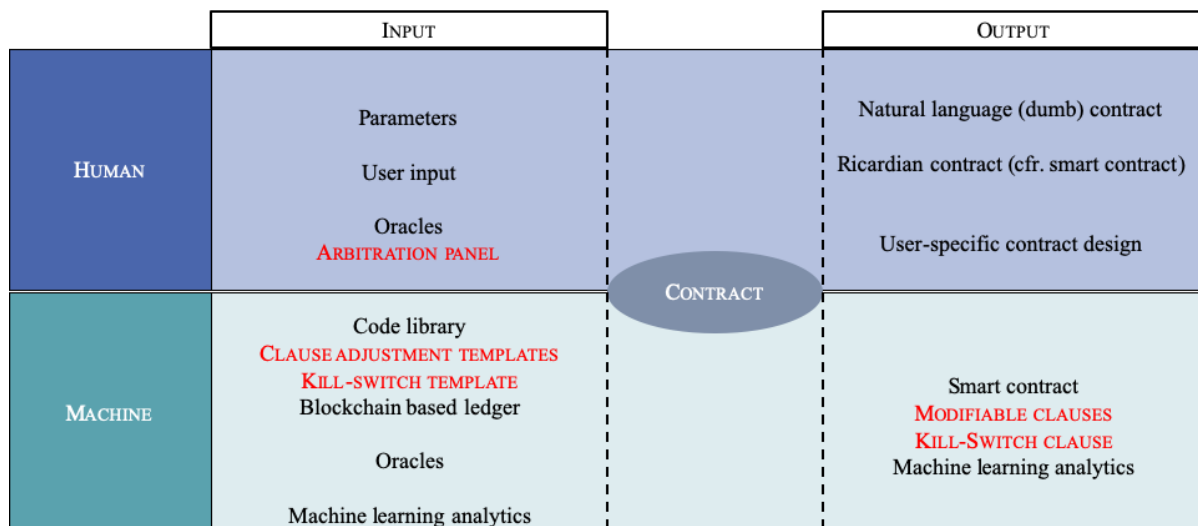 INPUT
OUTPUT
HUMAN
Parameters
User input
Oracles
ARBITRATION PANEL
Natural language (dumb) contract
Ricardian contract (cfr. smart contract)
User-specific contract design
CONTRACT
MACHINE
Code library
CLAUSE ADJUSTMENT TEMPLATES
KILL-SWITCH TEMPLATE
Blockchain based ledger
Oracles
Machine learning analytics
Smart contract
MODIFIABLE CLAUSES
KILL-SWITCH CLAUSE
Machine learning analytics